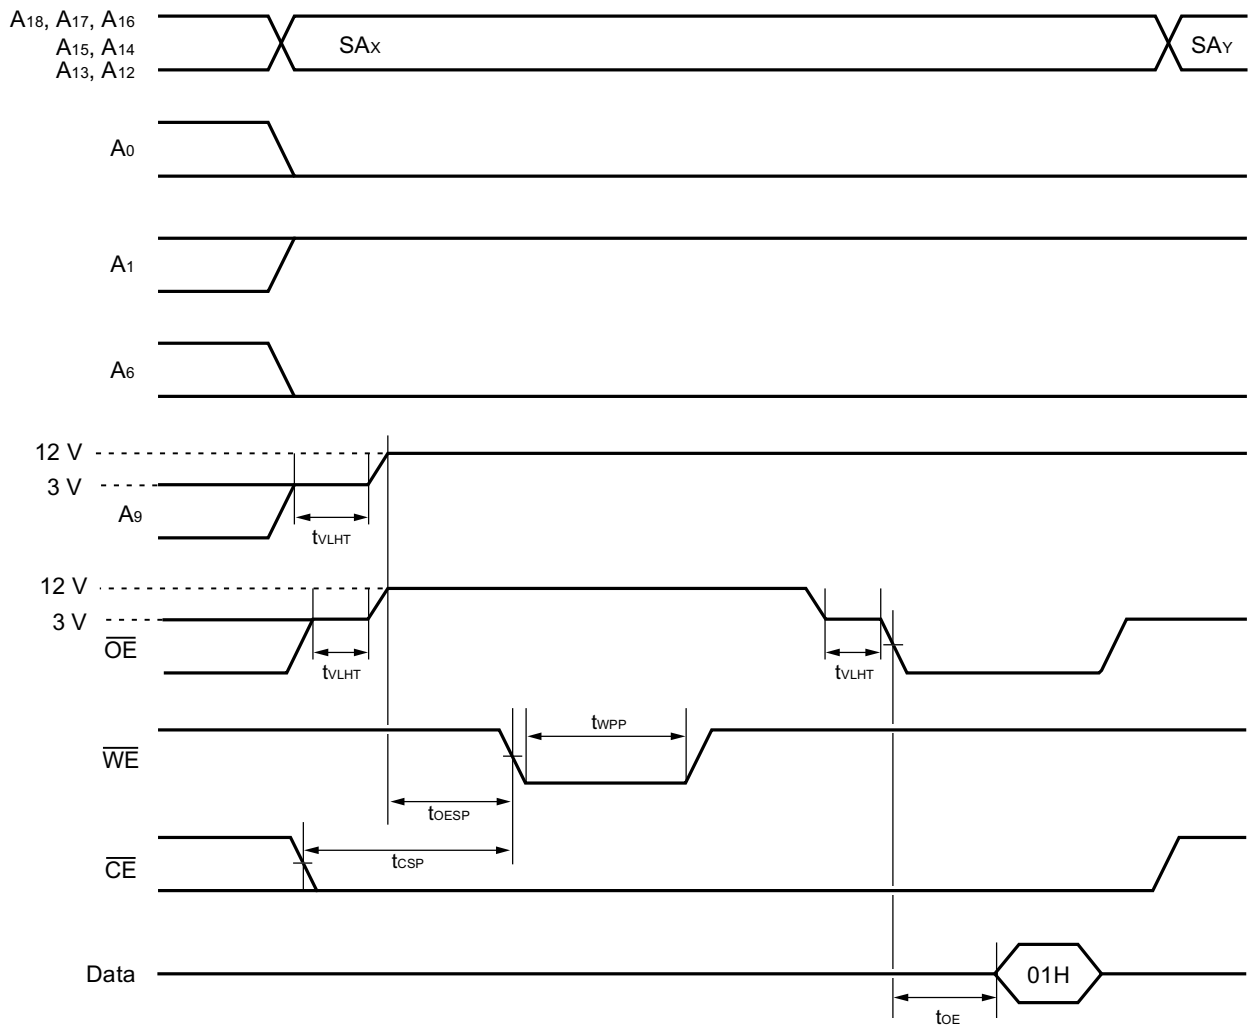 A18, A17, A16
A15, A14
A13, A12
SAX
SAY
A0
A1
A6
12 V
3 V
A9
tVLHT
12 V
3 V
OE
tVLHT
tVLHT
WE
tWPP
tOESP
CE
tCSP
Data
01H
tOE